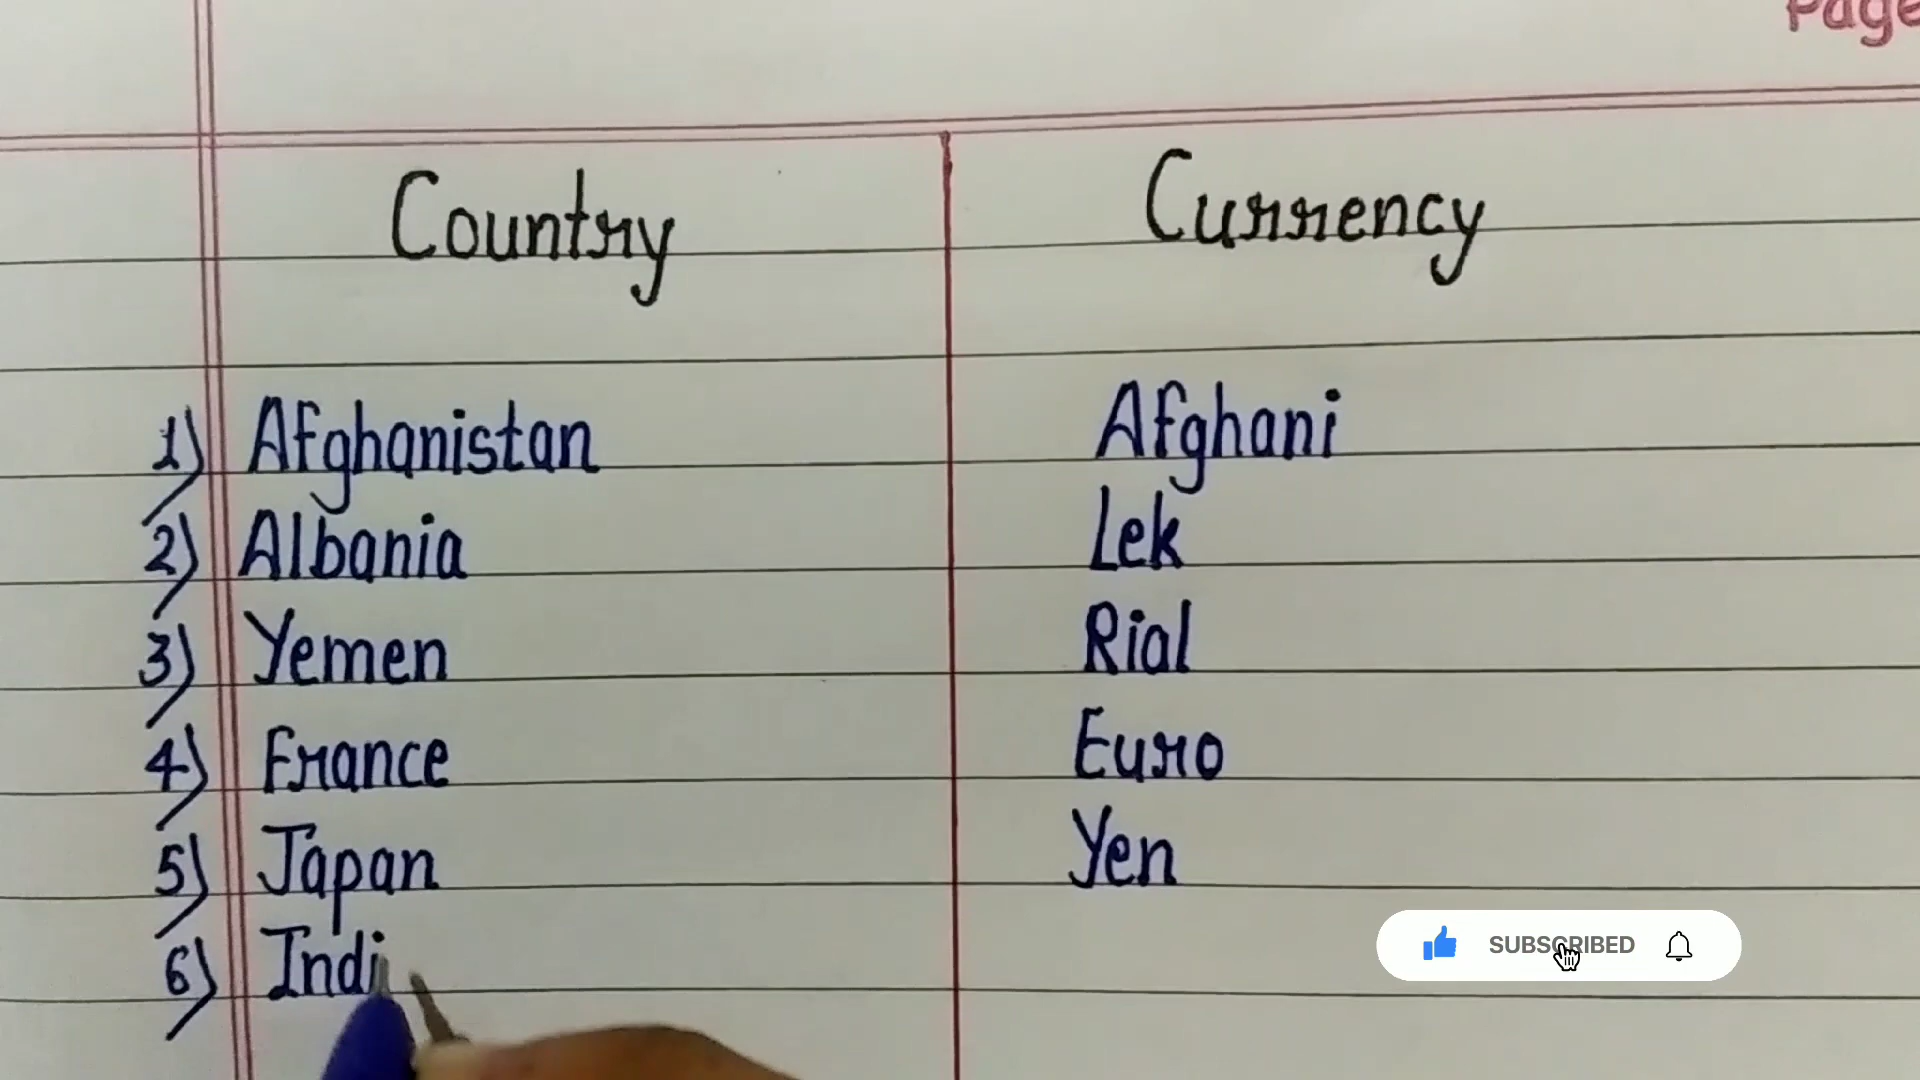 Page
Country Currency
1) Afghanistan Afghani
2) Albania Lek
3) Yemen Rial
4) France Euro
5) Japan Yen
6) Indi
SUBSCRIBED